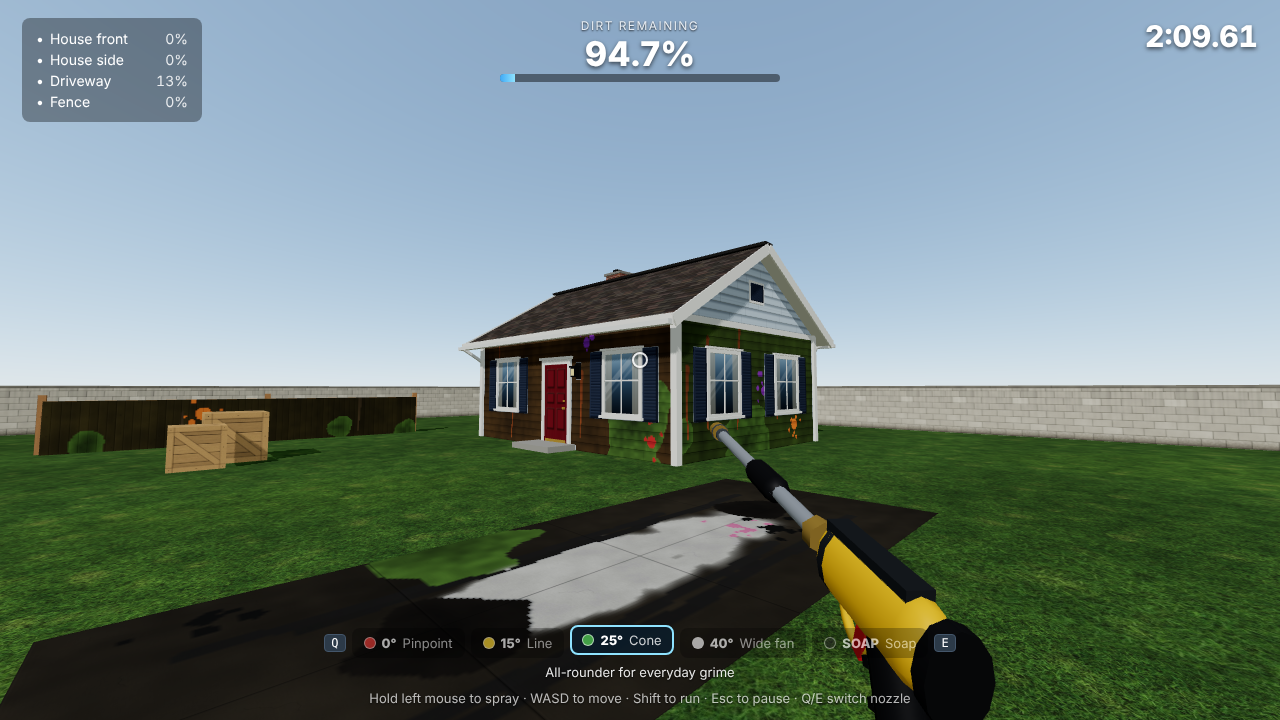 • House front 0%
• House side 0%
• Driveway 13%
• Fence 0%
DIRT REMAINING
94.7%
2:09.61
Q 0° Pinpoint 15° Line 25° Cone 40° Wide fan SOAP Soap E
All-rounder for everyday grime
Hold left mouse to spray · WASD to move · Shift to run · Esc to pause · Q/E switch nozzle